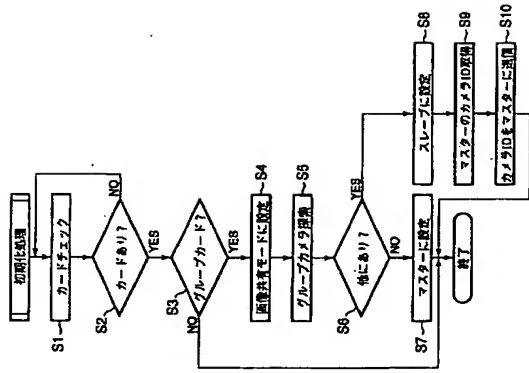 初期化処理
S1
カードチェック
S2
カードあり?
NO
YES
S3
グループカード?
NO
YES
S4
画像共有モードに設定
S5
グループカメラ探索
S6
他にあり?
YES
NO
S7
マスターに設定
S8
スレーブに設定
S9
マスターのカメラID取得
S10
カメラIDをマスターに送信
終了